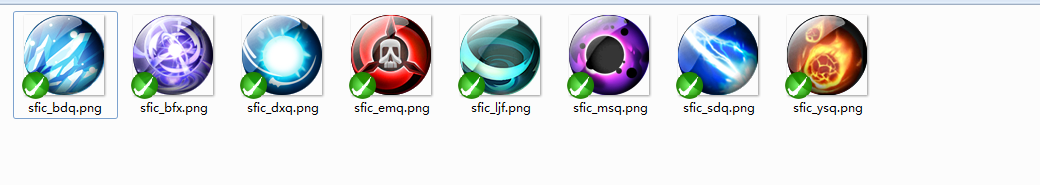 sfic_bdq.png
sfic_bfx.png
sfic_dxq.png
sfic_emq.png
sfic_ljf.png
sfic_msq.png
sfic_sdq.png
sfic_ysq.png